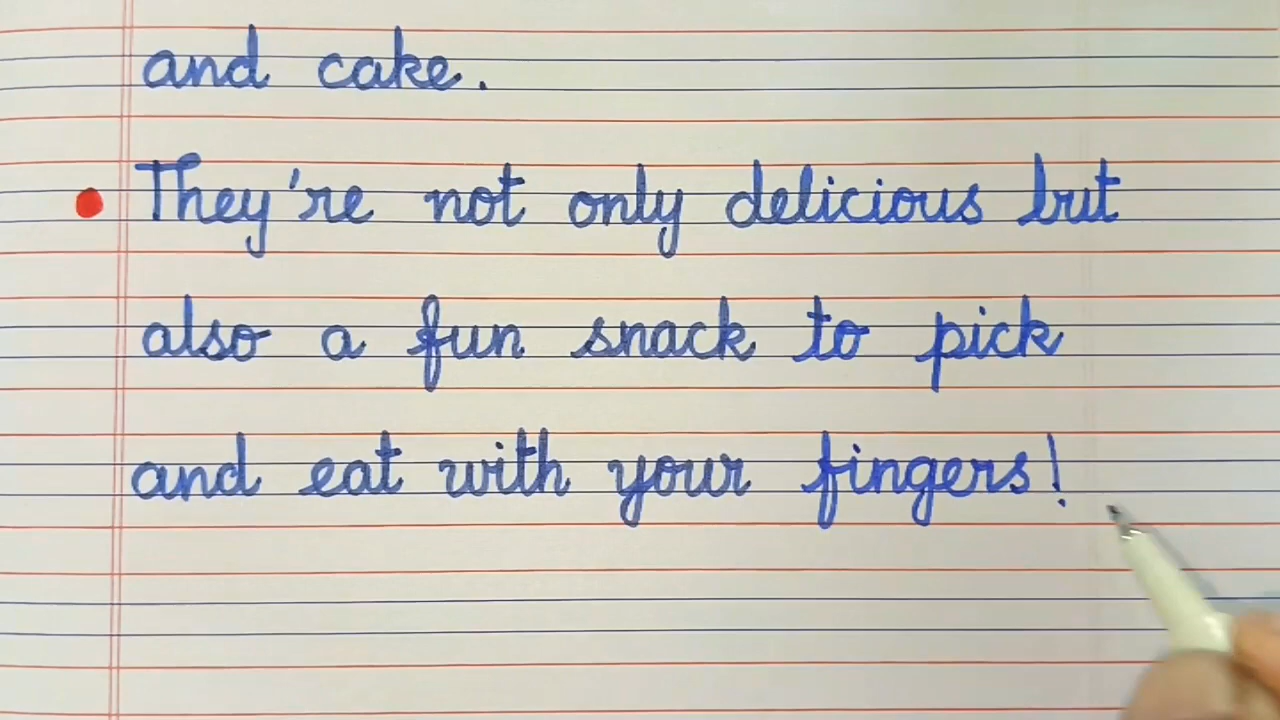 and cake.
They're not only delicious but
also a fun snack to pick
and eat with your fingers!